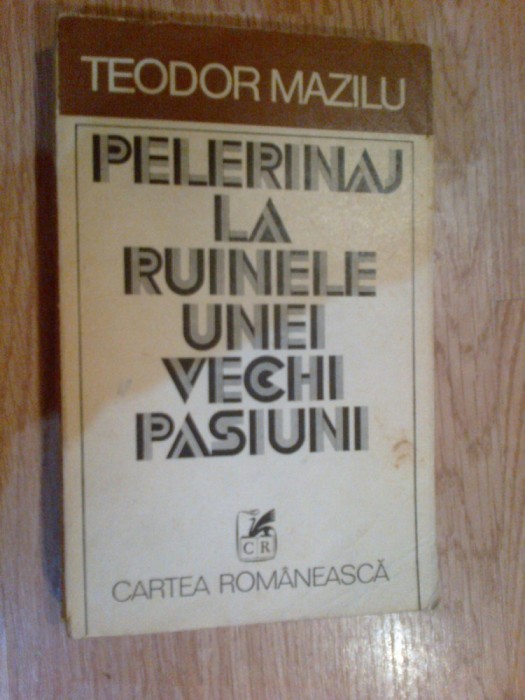 TEODOR MAZILU
PELERINAJ
LA
RUINELE
UNEI
VECHI
PASIUNI
CR
CARTEA ROMÂNEASCĂ